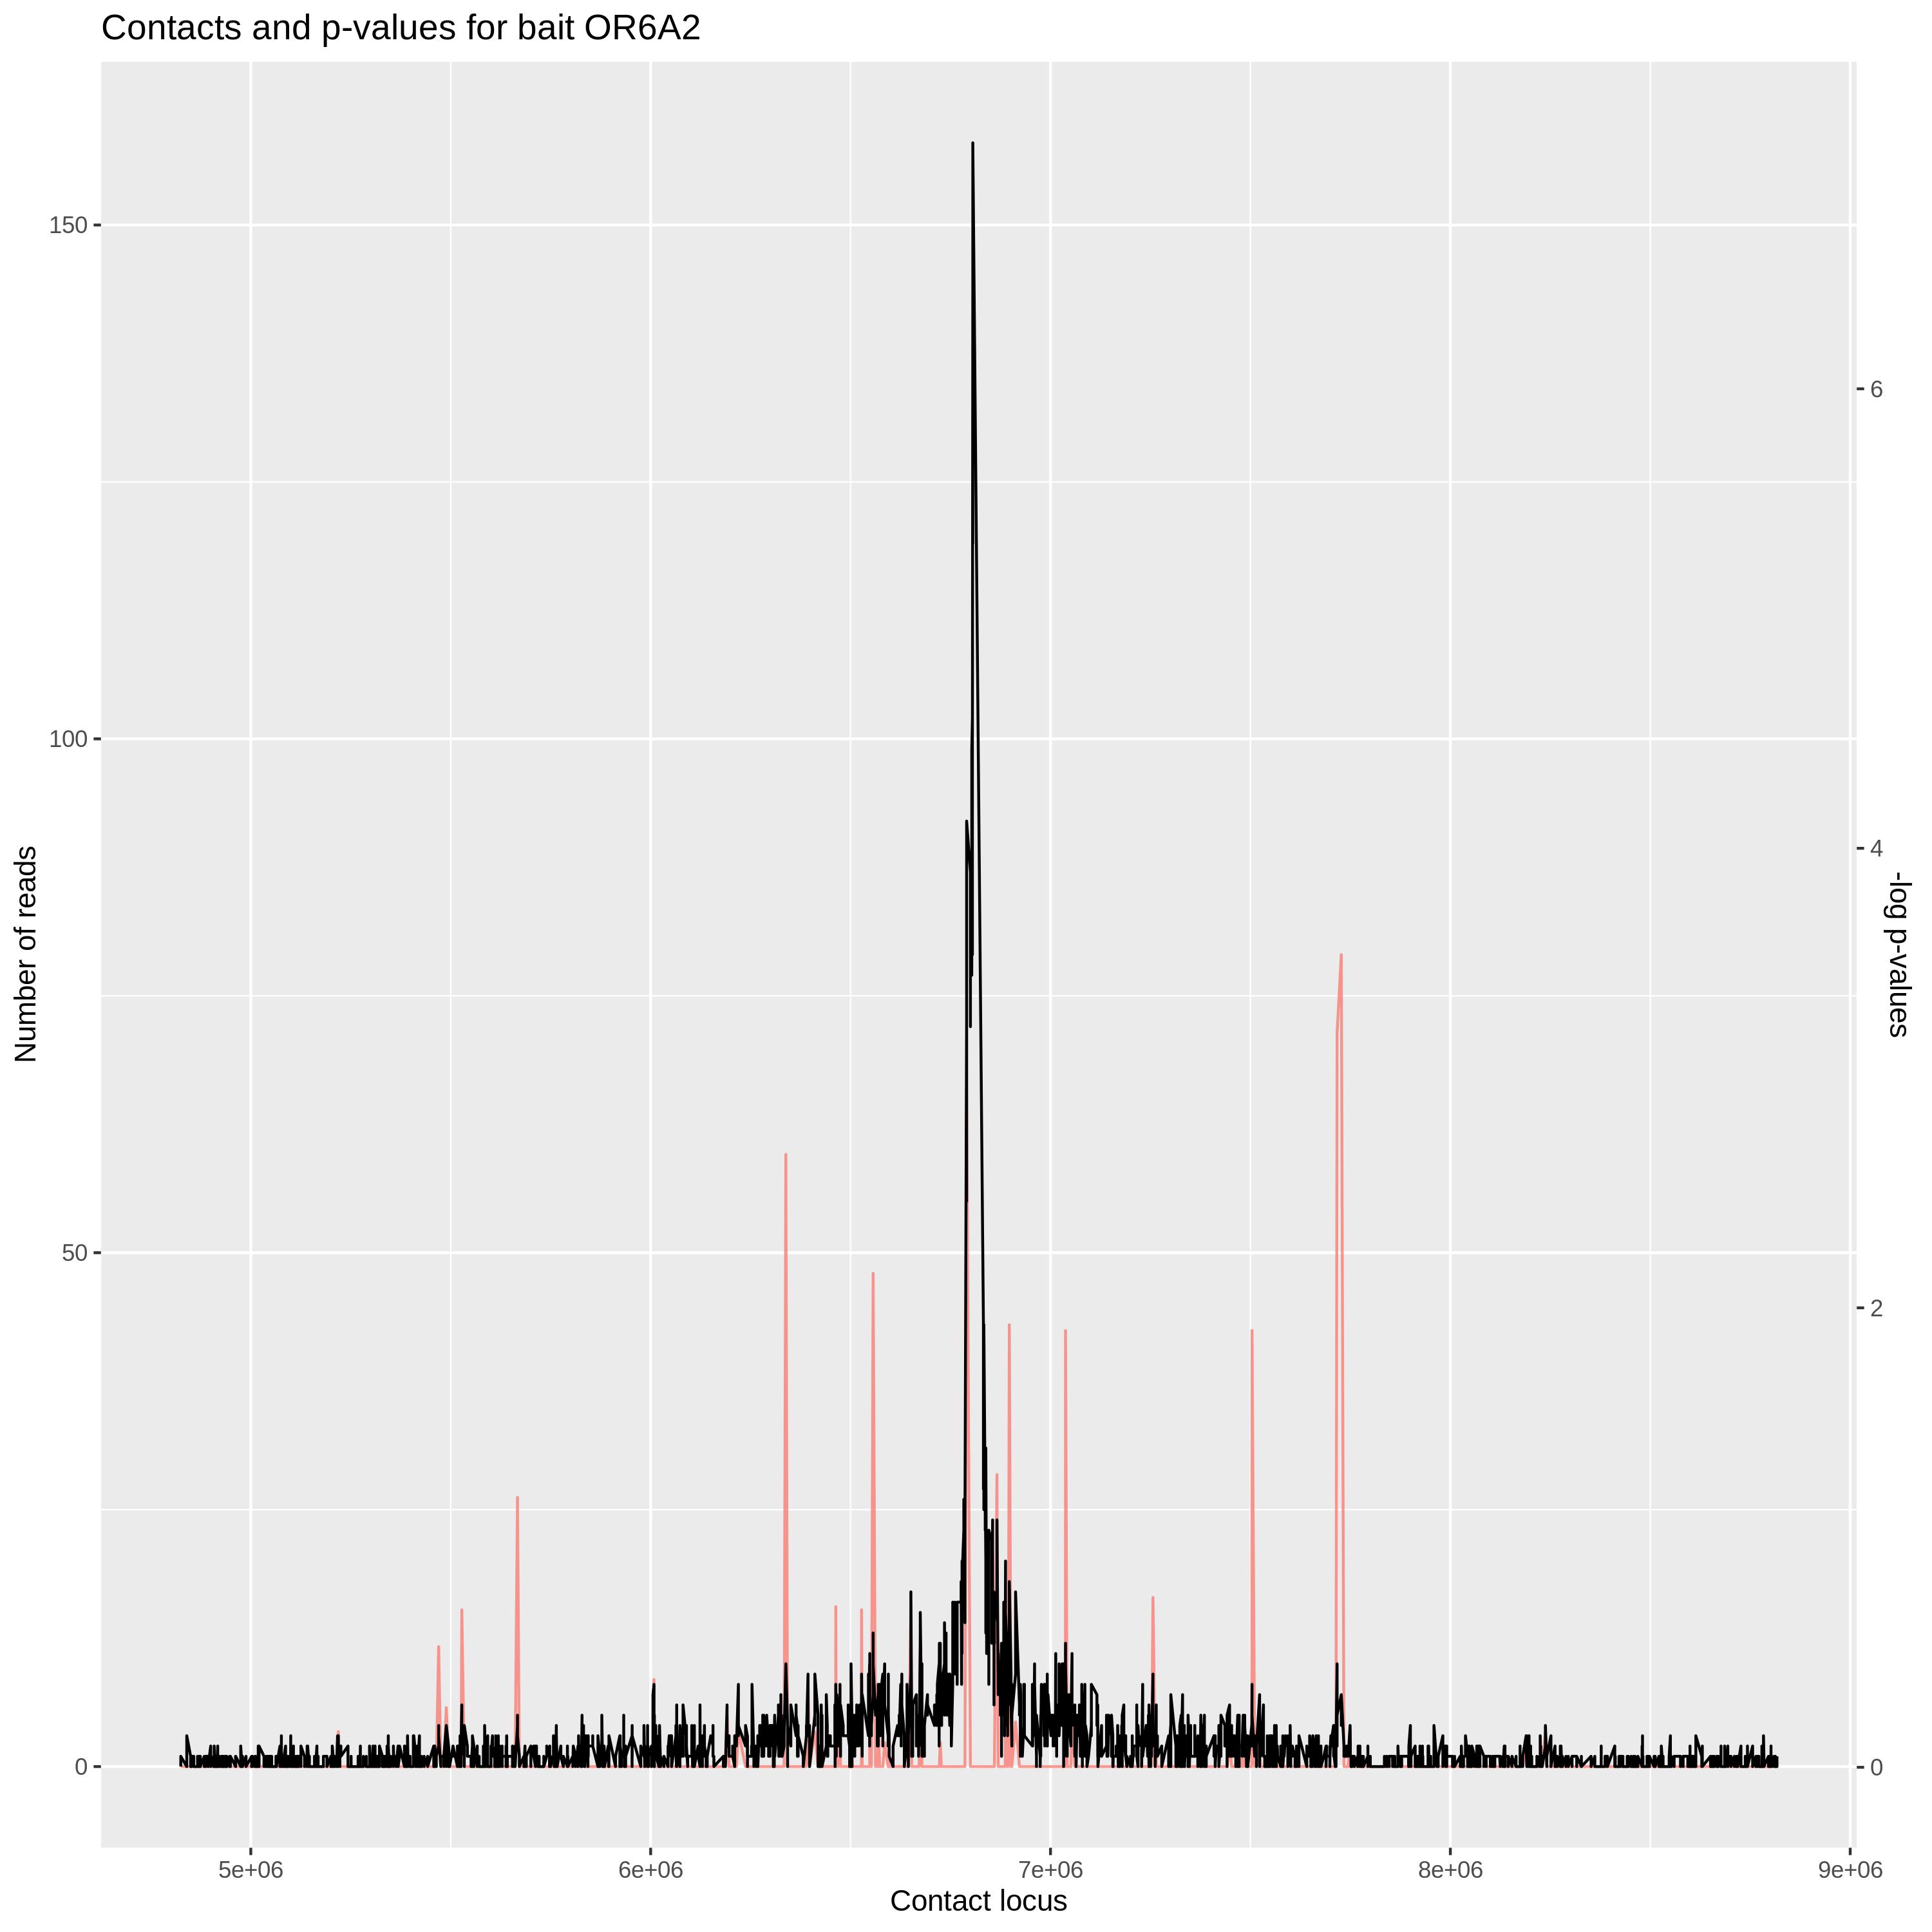 Contacts and p-values for bait OR6A2
150
100
50
0
Number of reads
6
4
2
0
-log p-values
5e+06
6e+06
7e+06
8e+06
9e+06
Contact locus